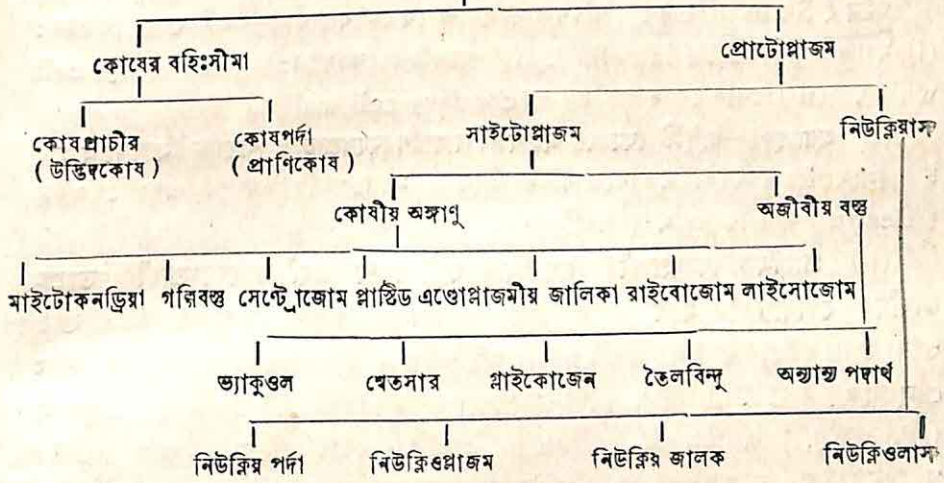 কোষের বহিঃসীমা প্রোটোপ্লাজম
কোষপ্রাচীর কোষপর্দা সাইটোপ্লাজম নিউক্লিয়াস
( উদ্ভিদকোষ ) ( প্রাণিকোষ )
কোষীয় অঙ্গাণু অজীবীয় বস্তু
মাইটোকনড্রিয়া গল্গিবস্তু সেন্ট্রোজোম প্লাস্টিড এণ্ডোপ্লাজমীয় জালিকা রাইবোজোম লাইসোজোম
ভ্যাকুওল শ্বেতসার গ্লাইকোজেন তৈলবিন্দু অন্যান্য পদার্থ
নিউক্লিয় পর্দা নিউক্লিওপ্লাজম নিউক্লিয় জালক নিউক্লিওলাস